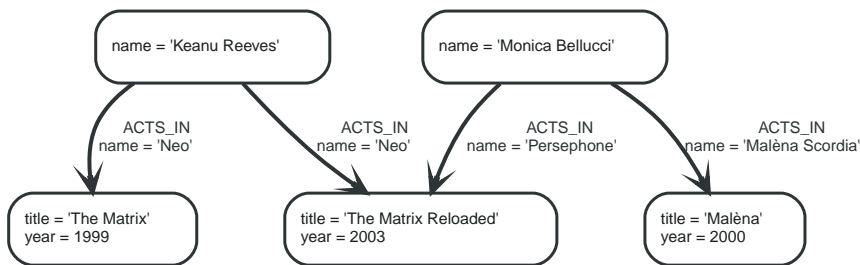 name = 'Keanu Reeves'
name = 'Monica Bellucci'
ACTS_IN
name = 'Neo'
ACTS_IN
name = 'Neo'
ACTS_IN
name = 'Persephone'
ACTS_IN
name = 'Malèna Scordia'
title = 'The Matrix'
year = 1999
title = 'The Matrix Reloaded'
year = 2003
title = 'Malèna'
year = 2000